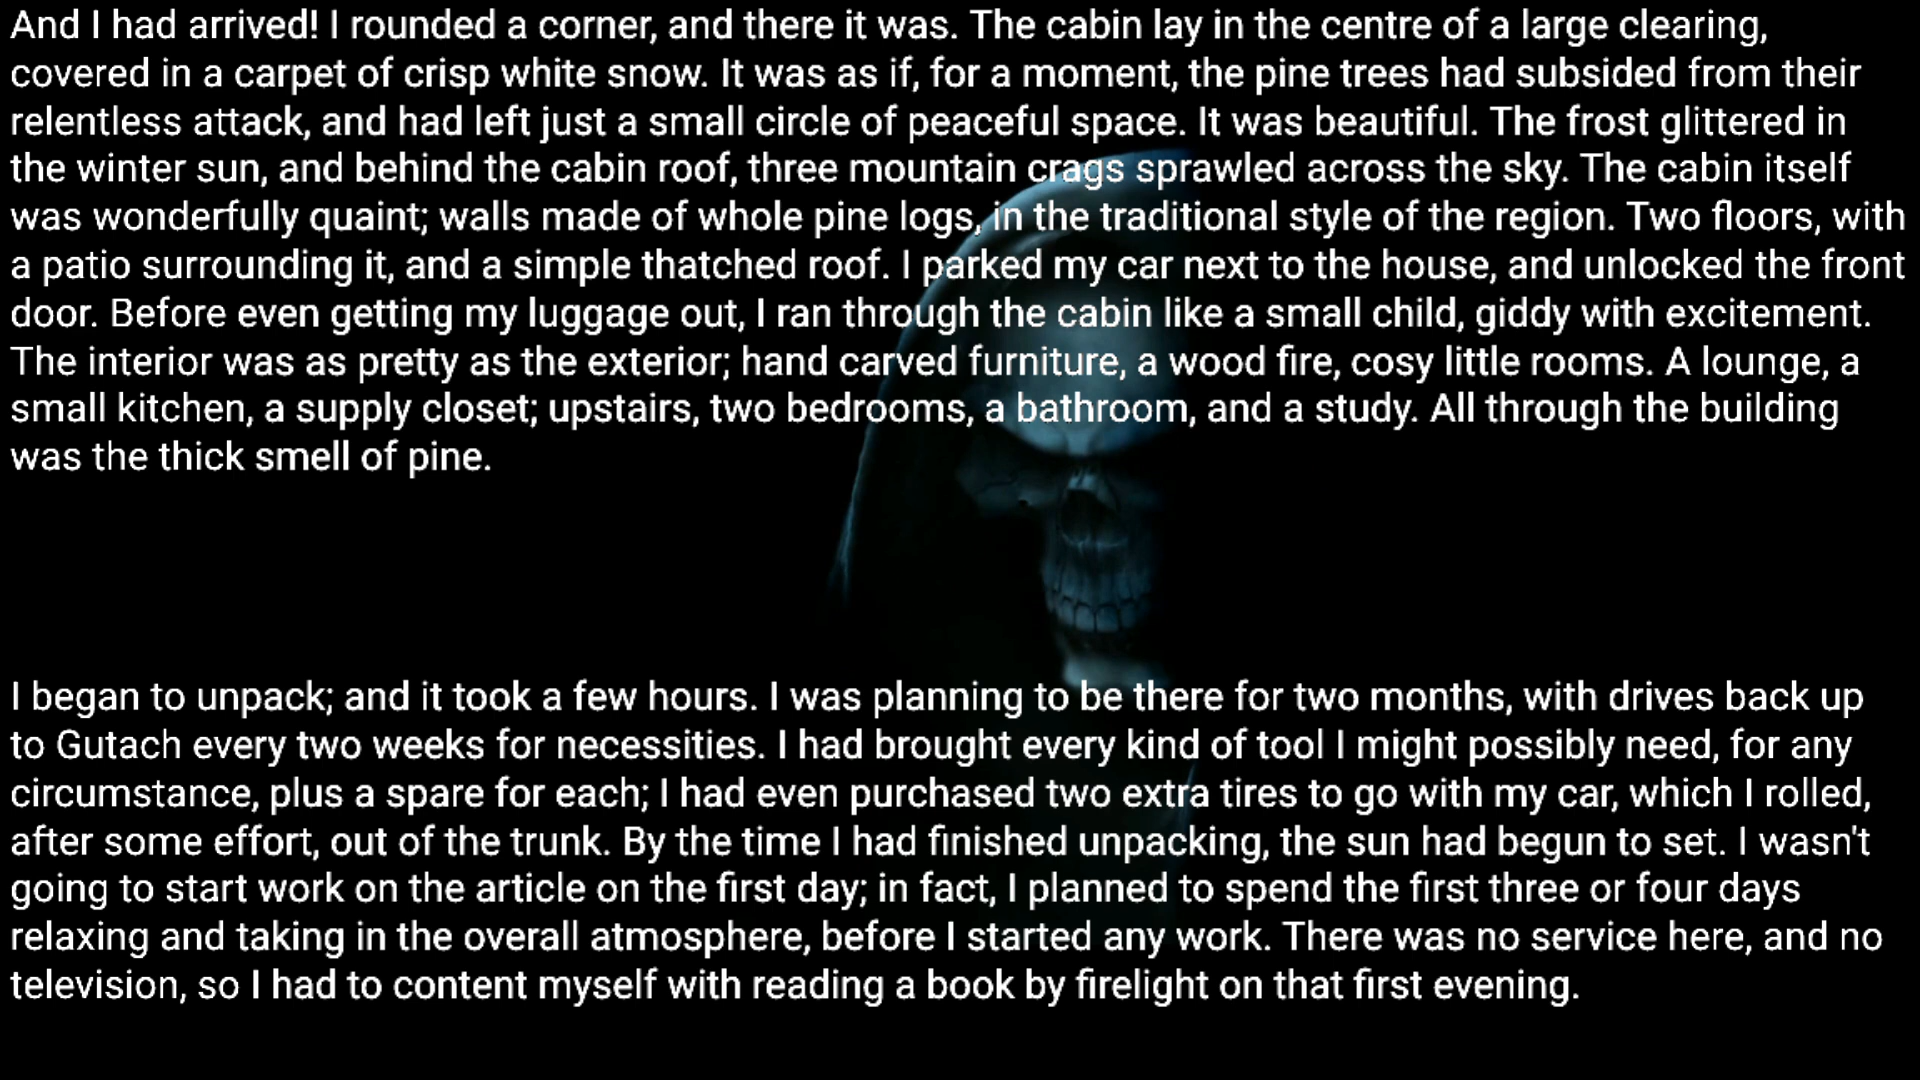 And I had arrived! I rounded a corner, and there it was. The cabin lay in the centre of a large clearing,
covered in a carpet of crisp white snow. It was as if, for a moment, the pine trees had subsided from their
relentless attack, and had left just a small circle of peaceful space. It was beautiful. The frost glittered in
the winter sun, and behind the cabin roof, three mountain crags sprawled across the sky. The cabin itself
was wonderfully quaint; walls made of whole pine logs, in the traditional style of the region. Two floors, with
a patio surrounding it, and a simple thatched roof. I parked my car next to the house, and unlocked the front
door. Before even getting my luggage out, I ran through the cabin like a small child, giddy with excitement.
The interior was as pretty as the exterior; hand carved furniture, a wood fire, cosy little rooms. A lounge, a
small kitchen, a supply closet; upstairs, two bedrooms, a bathroom, and a study. All through the building
was the thick smell of pine.
I began to unpack; and it took a few hours. I was planning to be there for two months, with drives back up
to Gutach every two weeks for necessities. I had brought every kind of tool I might possibly need, for any
circumstance, plus a spare for each; I had even purchased two extra tires to go with my car, which I rolled,
after some effort, out of the trunk. By the time I had finished unpacking, the sun had begun to set. I wasn't
going to start work on the article on the first day; in fact, I planned to spend the first three or four days
relaxing and taking in the overall atmosphere, before I started any work. There was no service here, and no
television, so I had to content myself with reading a book by firelight on that first evening.